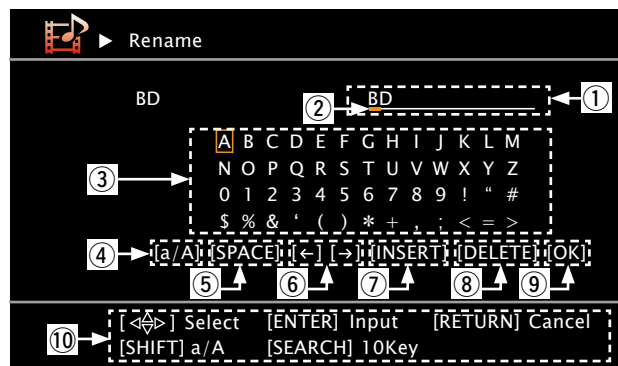 Rename
BD BD ①
②
③ A B C D E F G H I J K L M
N O P Q R S T U V W X Y Z
0 1 2 3 4 5 6 7 8 9 ! “ #
$ % & ‘ ( ) * + , ; < = >
④ [a/A] [SPACE] [←] [→] [INSERT] [DELETE] [OK]
⑤ ⑥ ⑦ ⑧ ⑨
⑩ [◁△▽▷] Select [ENTER] Input [RETURN] Cancel
[SHIFT] a/A [SEARCH] 10Key